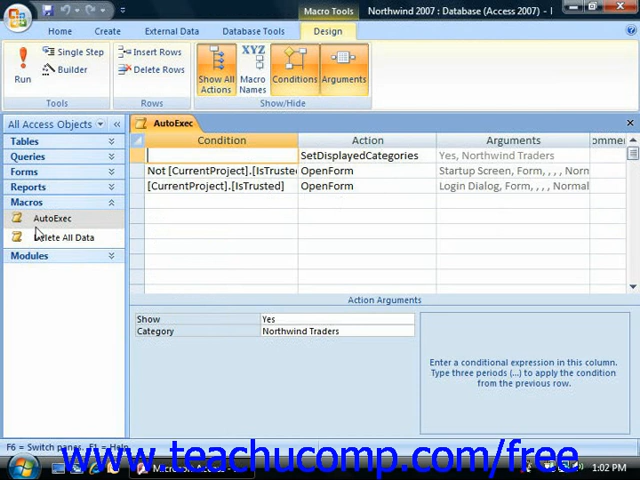 Macro Tools
Northwind 2007 : Database (Access 2007) -
Home
Create
External Data
Database Tools
Design
Run
Single Step
Builder
Tools
Insert Rows
Delete Rows
Rows
Show All Actions
XYZ
Macro Names
Conditions
Arguments
Show/Hide
All Access Objects
Tables
Queries
Forms
Reports
Macros
AutoExec
Delete All Data
Modules
AutoExec
Condition Action Arguments
SetDisplayedCategories Yes, Northwind Traders
Not [CurrentProject].[IsTrusted OpenForm Startup Screen, Form, , , , Norma
[CurrentProject].[IsTrusted] OpenForm Login Dialog, Form, , , , Normal
Action Arguments
Show Yes
Category Northwind Traders
Enter a conditional expression in this column.
Type three periods (...) to apply the condition
from the previous row.
F6 = Switch panes. F1 = Help.
www.teachucomp.com/free
1:02 PM